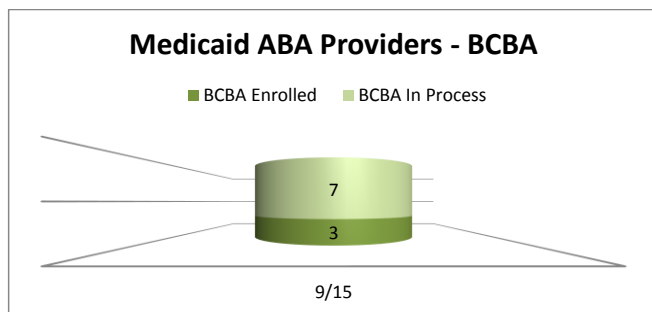 Medicaid ABA Providers - BCBA
BCBA Enrolled BCBA In Process
7
3
9/15